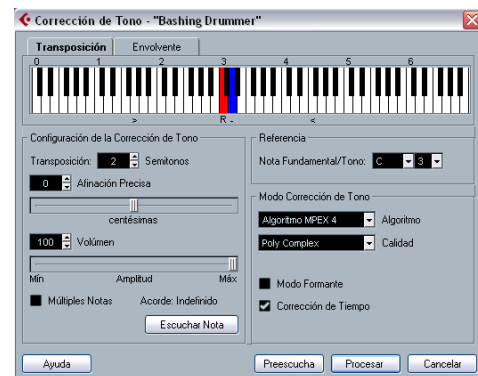 Corrección de Tono - "Bashing Drummer"
Transposición Envolvente
0 1 2 3 4 5 6
> R - <
Configuración de la Corrección de Tono
Transposición: 2 Semitonos
0 Afinación Precisa
centésimas
100 Volúmen
Mín Amplitud Máx
Múltiples Notas Acorde: Indefinido
Escuchar Nota
Referencia
Nota Fundamental/Tono: C 3
Modo Corrección de Tono
Algoritmo MPEX 4 Algoritmo
Poly Complex Calidad
Modo Formante
Corrección de Tiempo
Ayuda Preescucha Procesar Cancelar